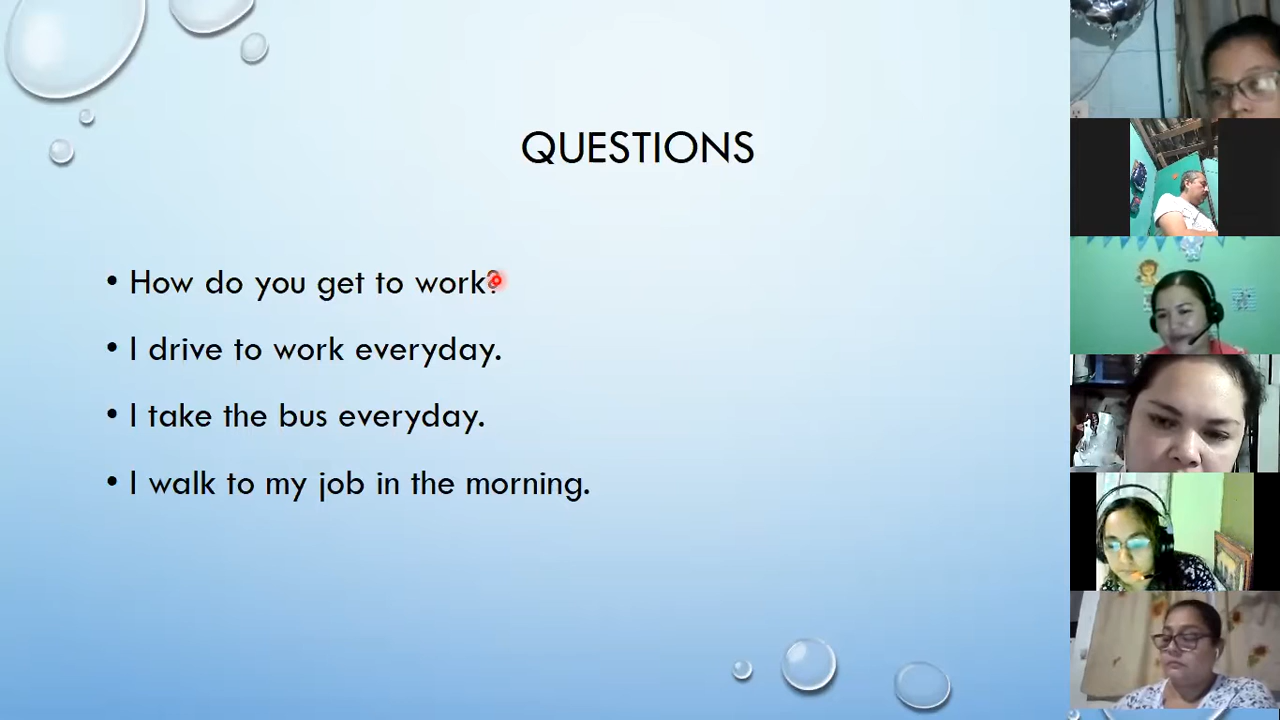 QUESTIONS
• How do you get to work?
• I drive to work everyday.
• I take the bus everyday.
• I walk to my job in the morning.